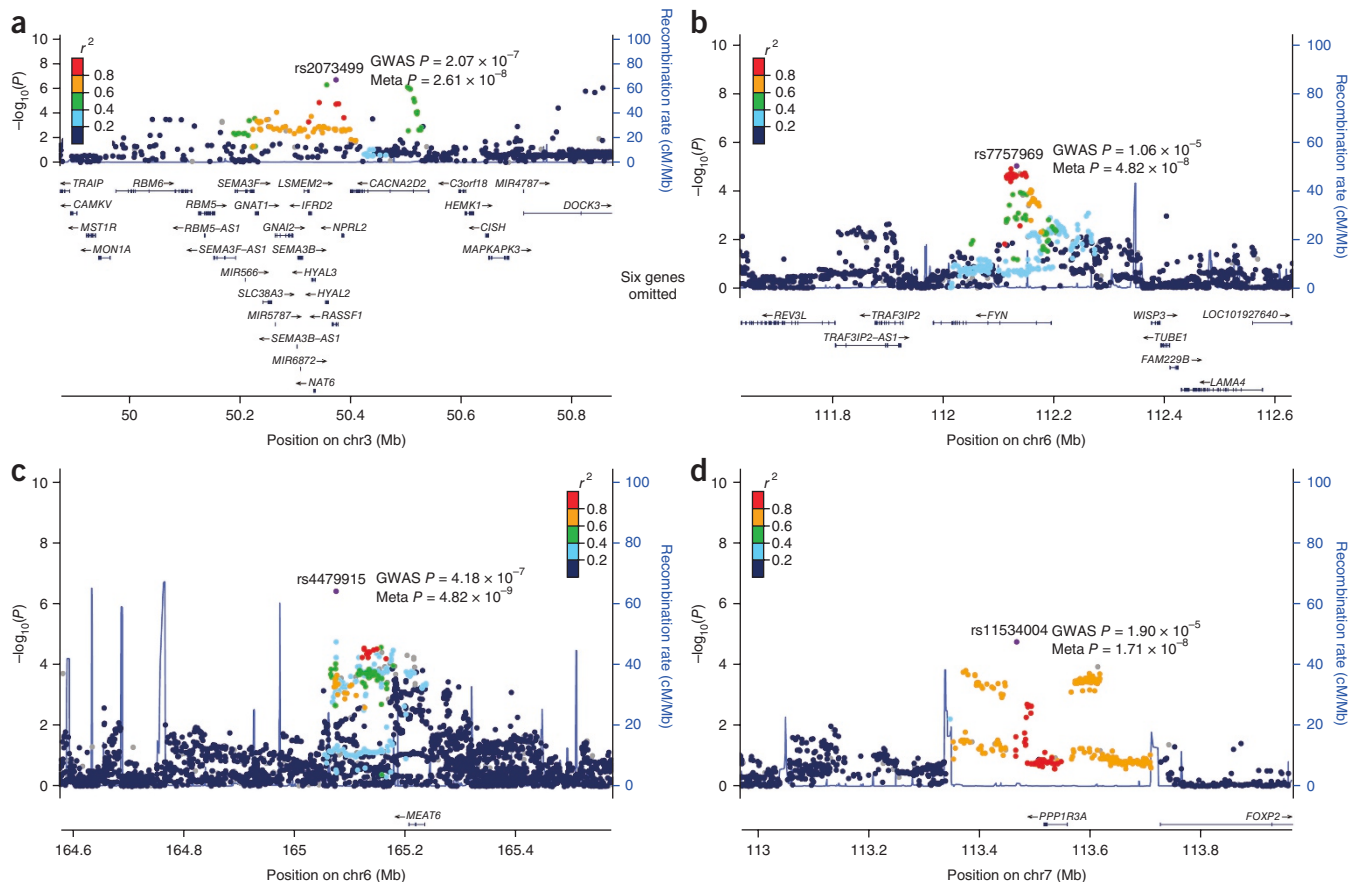 a
r²
0.8
0.6
0.4
0.2
10
8
6
4
2
0
–log10(P)
100
80
60
40
20
0
Recombination rate (cM/Mb)
rs2073499
GWAS P = 2.07 × 10–7
Meta P = 2.61 × 10–8
←TRAIP
RBM6→
SEMA3F→
LSMEM2→
←CACNA2D2
←C3orf18
MIR4787→
←CAMKV
RBM5→
GNAT1→
←IFRD2
HEMK1→
DOCK3→
←MST1R
←RBM5–AS1
GNAI2→
←NPRL2
←CISH
←MON1A
←SEMA3F–AS1
SEMA3B→
MAPKAPK3→
MIR566→
←HYAL3
SLC38A3→
←HYAL2
MIR5787→
←RASSF1
←SEMA3B–AS1
MIR6872→
←NAT6
Six genes
omitted
50
50.2
50.4
50.6
50.8
Position on chr3 (Mb)
b
r²
0.8
0.6
0.4
0.2
10
8
6
4
2
0
–log10(P)
100
80
60
40
20
0
Recombination rate (cM/Mb)
rs7757969
GWAS P = 1.06 × 10–5
Meta P = 4.82 × 10–8
←REV3L
←TRAF3IP2
←FYN
WISP3→
LOC101927640→
TRAF3IP2–AS1→
←TUBE1
FAM229B→
←LAMA4
111.8
112
112.2
112.4
112.6
Position on chr6 (Mb)
c
r²
0.8
0.6
0.4
0.2
10
8
6
4
2
0
–log10(P)
100
80
60
40
20
0
Recombination rate (cM/Mb)
rs4479915
GWAS P = 4.18 × 10–7
Meta P = 4.82 × 10–9
←MEAT6
164.6
164.8
165
165.2
165.4
Position on chr6 (Mb)
d
r²
0.8
0.6
0.4
0.2
10
8
6
4
2
0
–log10(P)
100
80
60
40
20
0
Recombination rate (cM/Mb)
rs11534004
GWAS P = 1.90 × 10–5
Meta P = 1.71 × 10–8
←PPP1R3A
FOXP2→
113
113.2
113.4
113.6
113.8
Position on chr7 (Mb)